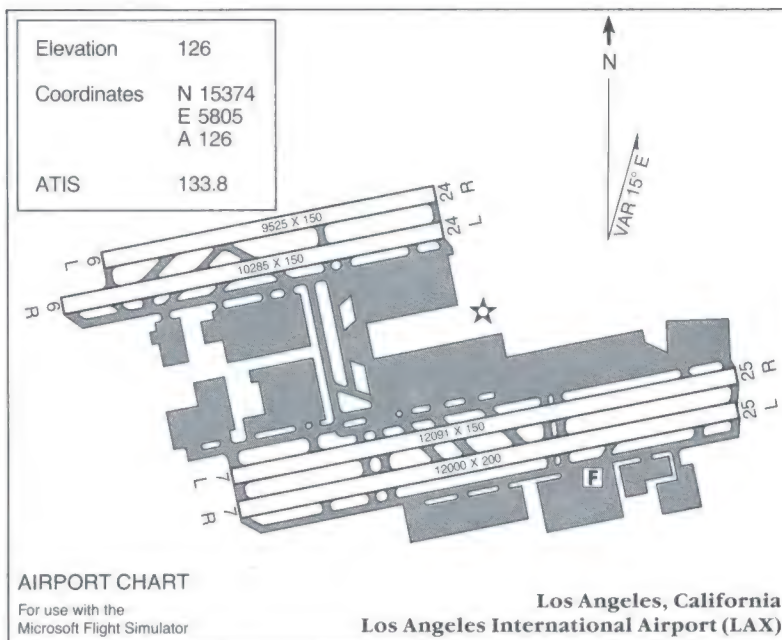 Elevation 126
Coordinates N 15374
E 5805
A 126
ATIS 133.8
N
VAR 15° E
24 R
9525 X 150
24 L
6 L
10285 X 150
6 R
25 R
25 L
12091 X 150
12000 X 200
7 L
7 R
F
AIRPORT CHART
For use with the
Microsoft Flight Simulator
Los Angeles, California
Los Angeles International Airport (LAX)